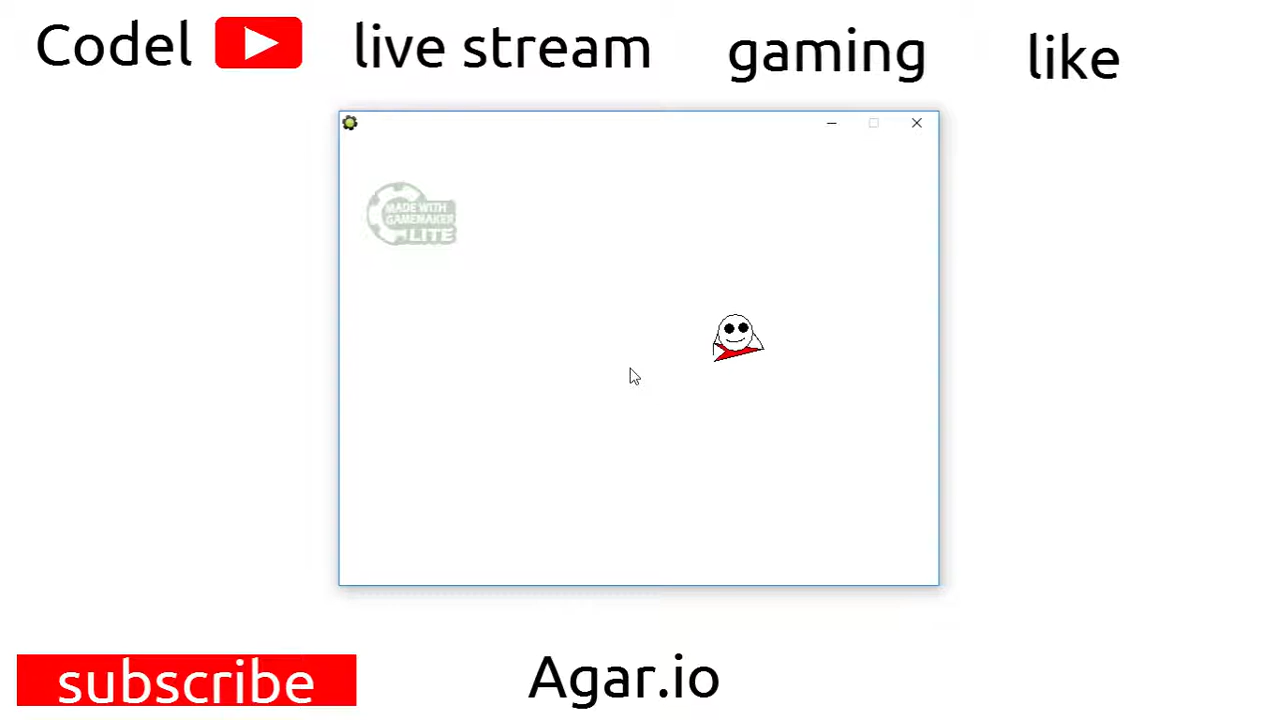 Codel live stream gaming like
MADE WITH
GAMEMAKER
LITE
subscribe Agar.io